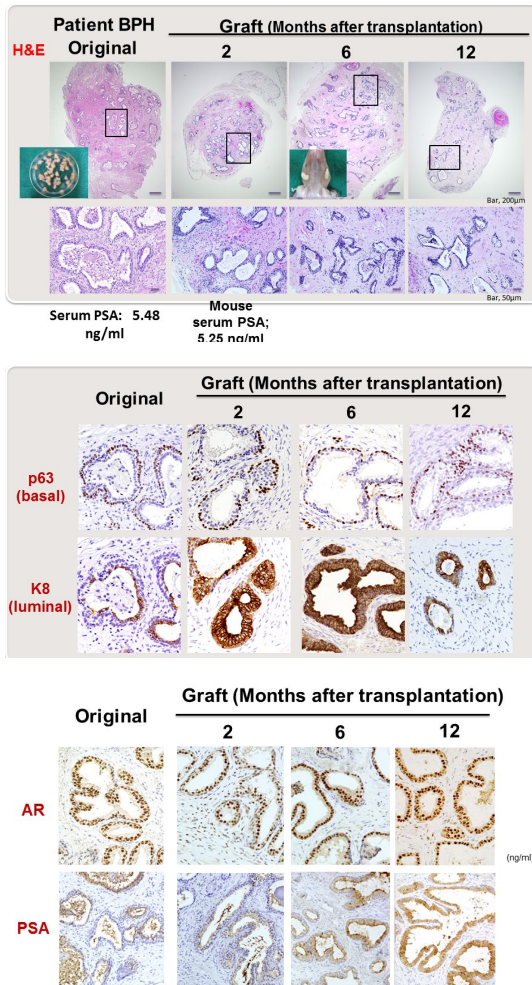 Patient BPH
Original
Graft (Months after transplantation)
2 6 12
H&E
Bar, 200µm
Bar, 50µm
Serum PSA: 5.48
ng/ml
Mouse
serum PSA;
5.25 ng/ml
Graft (Months after transplantation)
Original
2 6 12
p63
(basal)
K8
(luminal)
Graft (Months after transplantation)
Original
2 6 12
AR
(ng/ml)
PSA